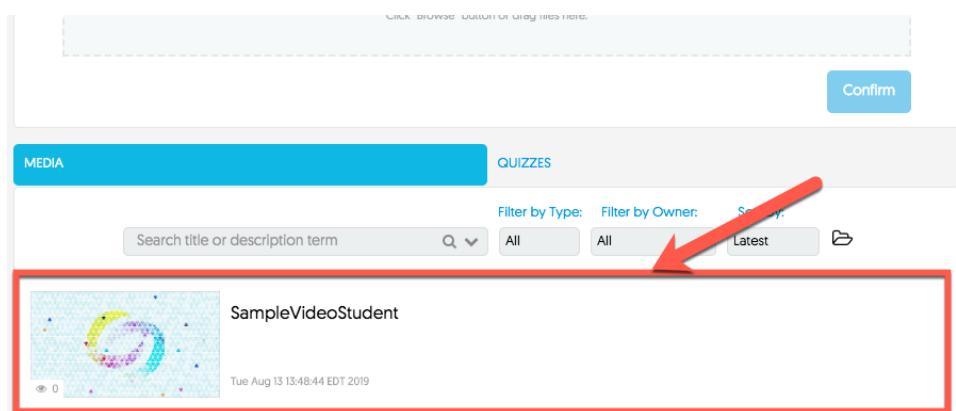 Click "Browse" button or drag files here.
Confirm
MEDIA
QUIZZES
Filter by Type:
Filter by Owner:
Search title or description term
All
All
Latest
SampleVideoStudent
0
Tue Aug 13 13:48:44 EDT 2019